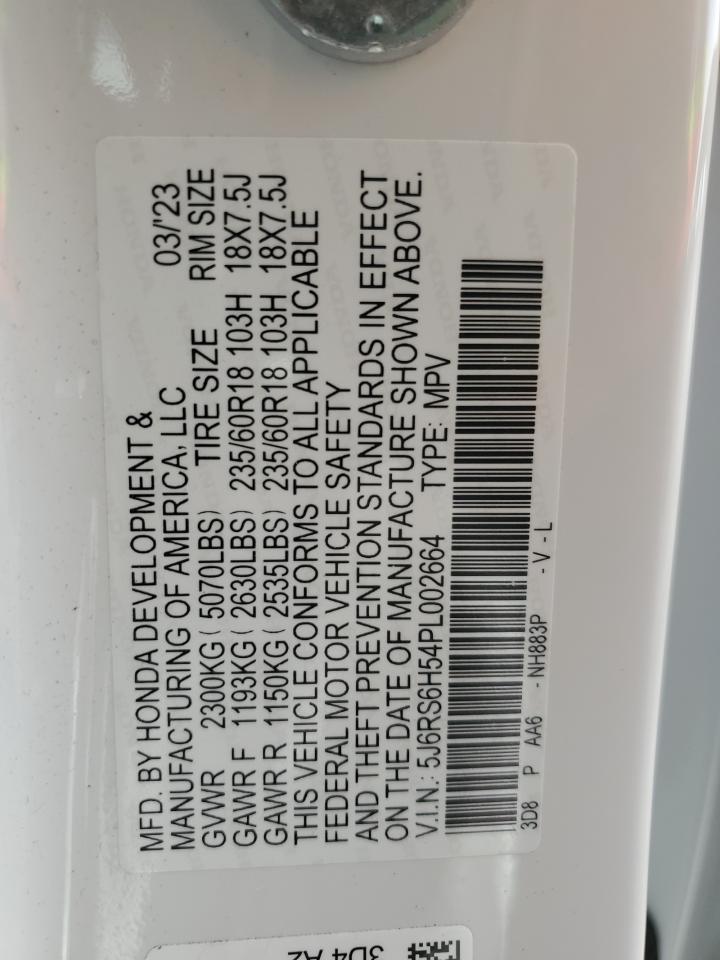 MFD. BY HONDA DEVELOPMENT & 03/'23
MANUFACTURING OF AMERICA, LLC
GVWR 2300KG ( 5070LBS) TIRE SIZE RIM SIZE
GAWR F 1193KG ( 2630LBS) 235/60R18 103H 18X7.5J
GAWR R 1150KG ( 2535LBS) 235/60R18 103H 18X7.5J
THIS VEHICLE CONFORMS TO ALL APPLICABLE
FEDERAL MOTOR VEHICLE SAFETY
AND THEFT PREVENTION STANDARDS IN EFFECT
ON THE DATE OF MANUFACTURE SHOWN ABOVE.
V.I.N.: 5J6RS6H54PL002664 TYPE: MPV
3D8 P AA6 - NH883P - V - L
3D4 A2